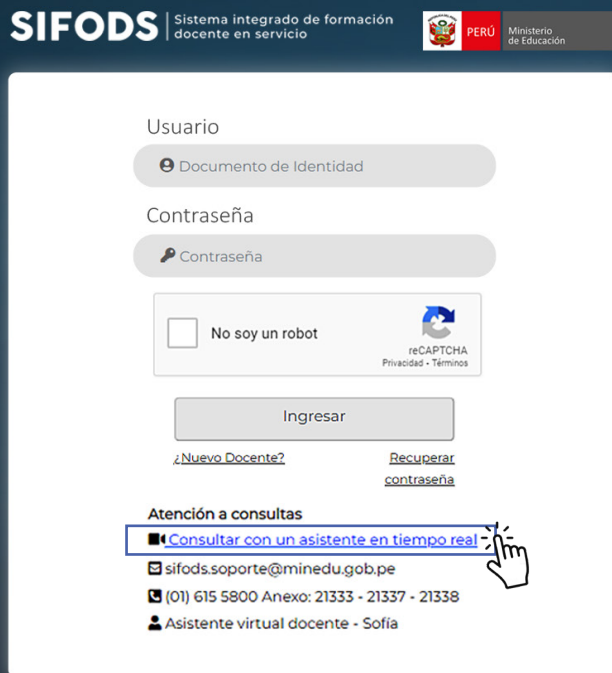 SIFODS
Sistema integrado de formación
docente en servicio
PERÚ
Ministerio
de Educación
Usuario
Documento de Identidad
Contraseña
Contraseña
No soy un robot
reCAPTCHA
Privacidad - Términos
Ingresar
¿Nuevo Docente?
Recuperar
contraseña
Atención a consultas
Consultar con un asistente en tiempo real
sifods.soporte@minedu.gob.pe
(01) 615 5800 Anexo: 21333 - 21337 - 21338
Asistente virtual docente - Sofía